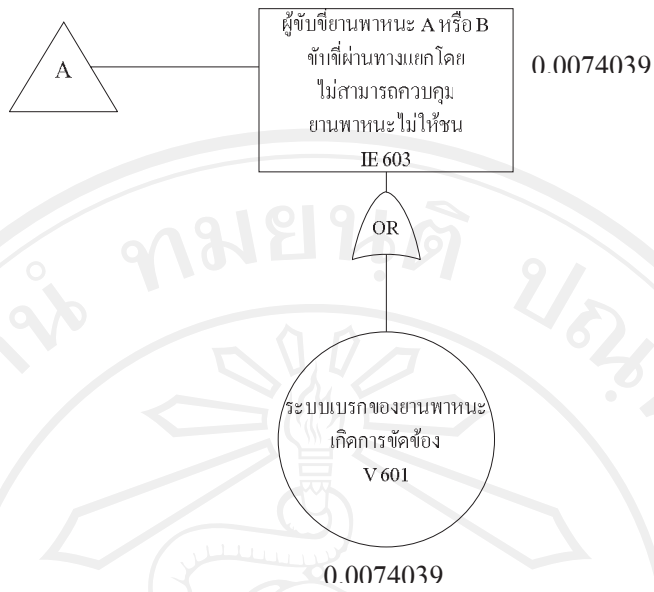 A
ผู้ขับขี่ยานพาหนะ A หรือ B
ขับขี่ผ่านทางแยกโดย
ไม่สามารถควบคุม
ยานพาหนะไม่ให้ชน
IE 603
0.0074039
OR
ระบบเบรกของยานพาหนะ
เกิดการขัดข้อง
V 601
0.0074039